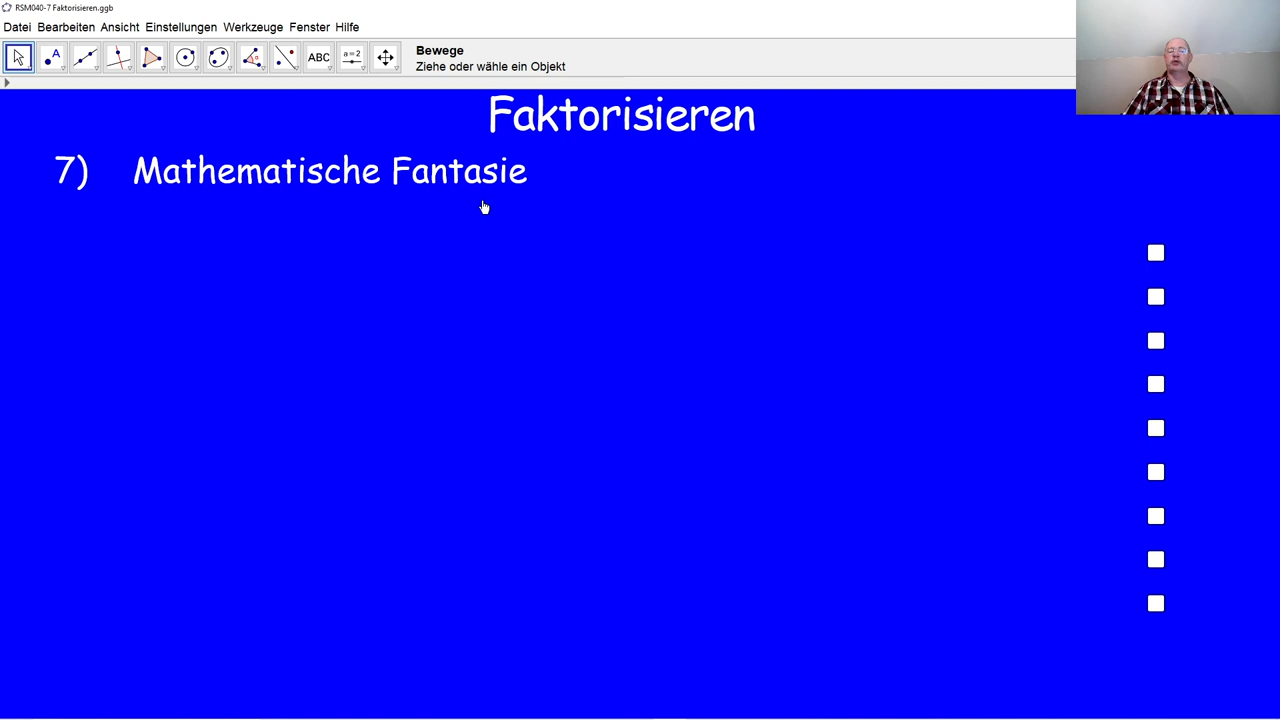 RSM040-7 Faktorisieren.ggb
Datei Bearbeiten Ansicht Einstellungen Werkzeuge Fenster Hilfe
A
ABC
a=2
Bewege
Ziehe oder wähle ein Objekt
Faktorisieren
7) Mathematische Fantasie